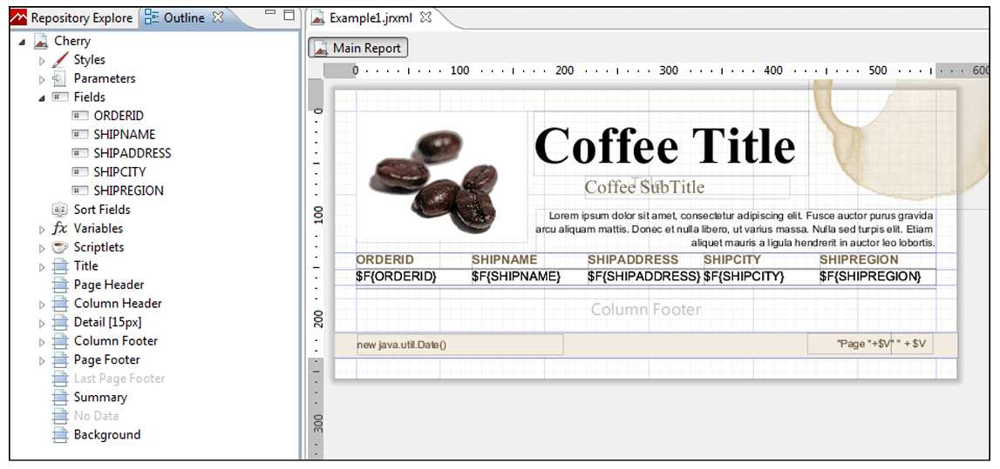 Repository Explore
Outline
Example1.jrxml
Main Report
0 100 200 300 400 500 600
Cherry
Styles
Parameters
Fields
ORDERID
SHIPNAME
SHIPADDRESS
SHIPCITY
SHIPREGION
Sort Fields
fx Variables
Scriptlets
Title
Page Header
Column Header
Detail [15px]
Column Footer
Page Footer
Last Page Footer
Summary
No Data
Background
0
100
200
300
Coffee Title
Title
Coffee SubTitle
Lorem ipsum dolor sit amet, consectetur adipiscing elit. Fusce auctor purus gravida
arcu aliquam mattis. Donec et nulla libero, ut varius massa. Nulla sed turpis elit. Etiam
aliquet mauris a ligula hendrerit in auctor leo lobortis.
ORDERID SHIPNAME SHIPADDRESS SHIPCITY SHIPREGION
$F{ORDERID} $F{SHIPNAME} $F{SHIPADDRESS} $F{SHIPCITY} $F{SHIPREGION}
Column Footer
new java.util.Date() "Page "+$V" " + $V